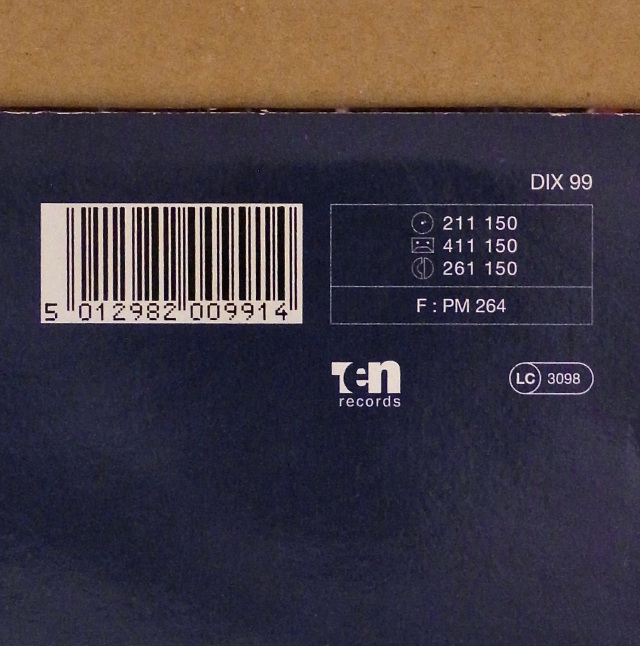 DIX 99
211 150
411 150
261 150
F : PM 264
5 012982 009914
Ten
records
LC 3098